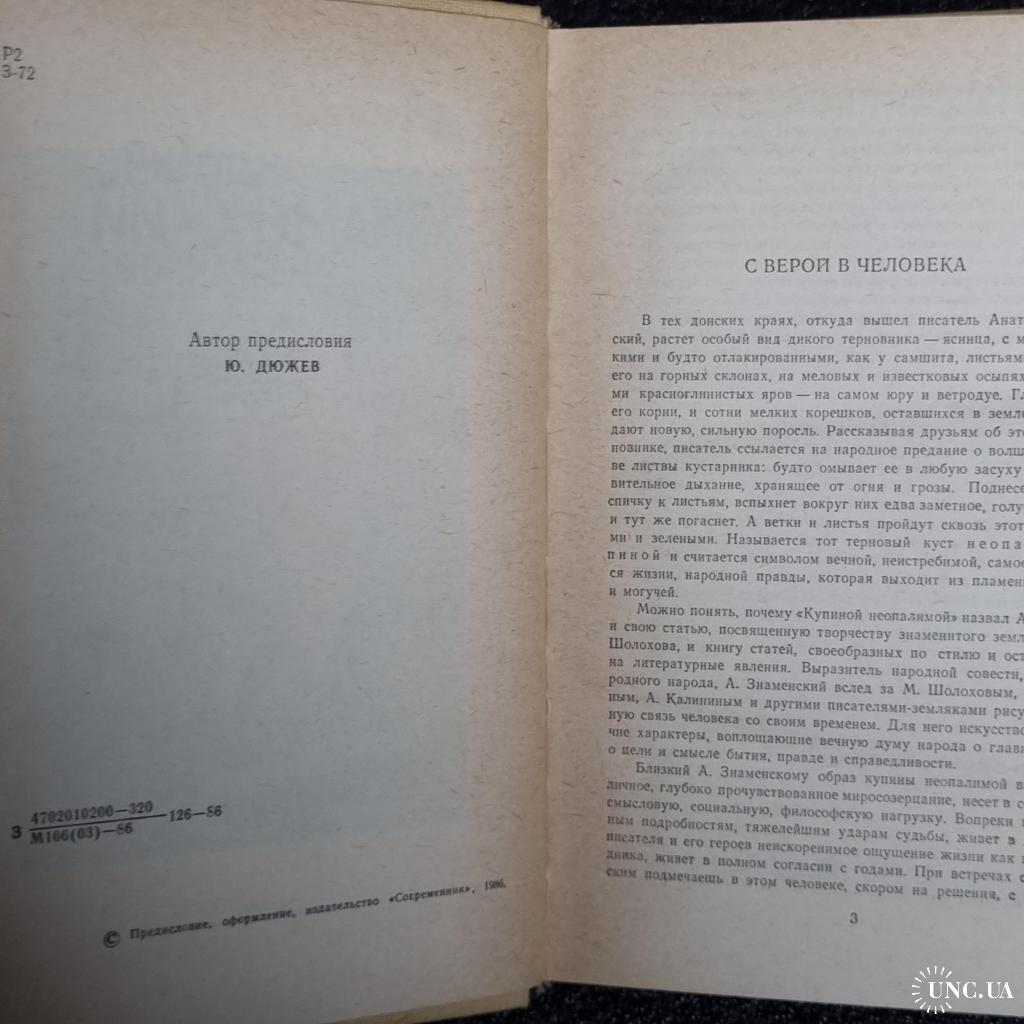 Р2
З-72
Автор предисловия
Ю. ДЮЖЕВ
З 4702010200—320
М106(03)—86
126—86
© Предисловие, оформление, издательство «Современник», 1986.
С ВЕРОЙ В ЧЕЛОВЕКА
В тех донских краях, откуда вышел писатель Анат
ский, растет особый вид дикого терновника — ясинца, с м
кими и будто отлакированными, как у самшита, листьями
его на горных склонах, на меловых и известковых осыпях
ми красноглинистых яров — на самом юру и ветродуе. Гл
его корни, и сотни мелких корешков, оставшихся в земле
дают новую, сильную поросль. Рассказывая друзьям об это
новнике, писатель ссылается на народное предание о волш
ве листвы кустарника: будто омывает ее в любую засуху
вительное дыхание, хранящее от огня и грозы. Поднесе
спичку к листьям, вспыхнет вокруг них едва заметное, голу
и тут же погаснет. А ветки и листья пройдут сквозь этот
ми и зелеными. Называется тот терновый куст неопа
пиной и считается символом вечной, неистребимой, самос
ся жизни, народной правды, которая выходит из пламени
и могучей.
Можно понять, почему «Купиной неопалимой» назвал А
и свою статью, посвященную творчеству знаменитого земл
Шолохова, и книгу статей, своеобразных по стилю и ост
на литературные явления. Выразитель народной совести,
родного народа, А. Знаменский вслед за М. Шолоховым,
ным, А. Калининым и другими писателями-земляками рису
ную связь человека со своим временем. Для него искусство
чие характеры, воплощающие вечную думу народа о главн
о цели и смысле бытия, правде и справедливости.
Близкий А. Знаменскому образ купины неопалимой в
личное, глубоко прочувствованное миросозерцание, несет в с
смысловую, социальную, философскую нагрузку. Вопреки
ным подробностям, тяжелейшим ударам судьбы, живет в
писателя и его героев неискоренимое ощущение жизни как
дника, живет в полном согласии с годами. При встречах с
ским подмечаешь в этом человеке, скором на решения, с
3
UNC.UA